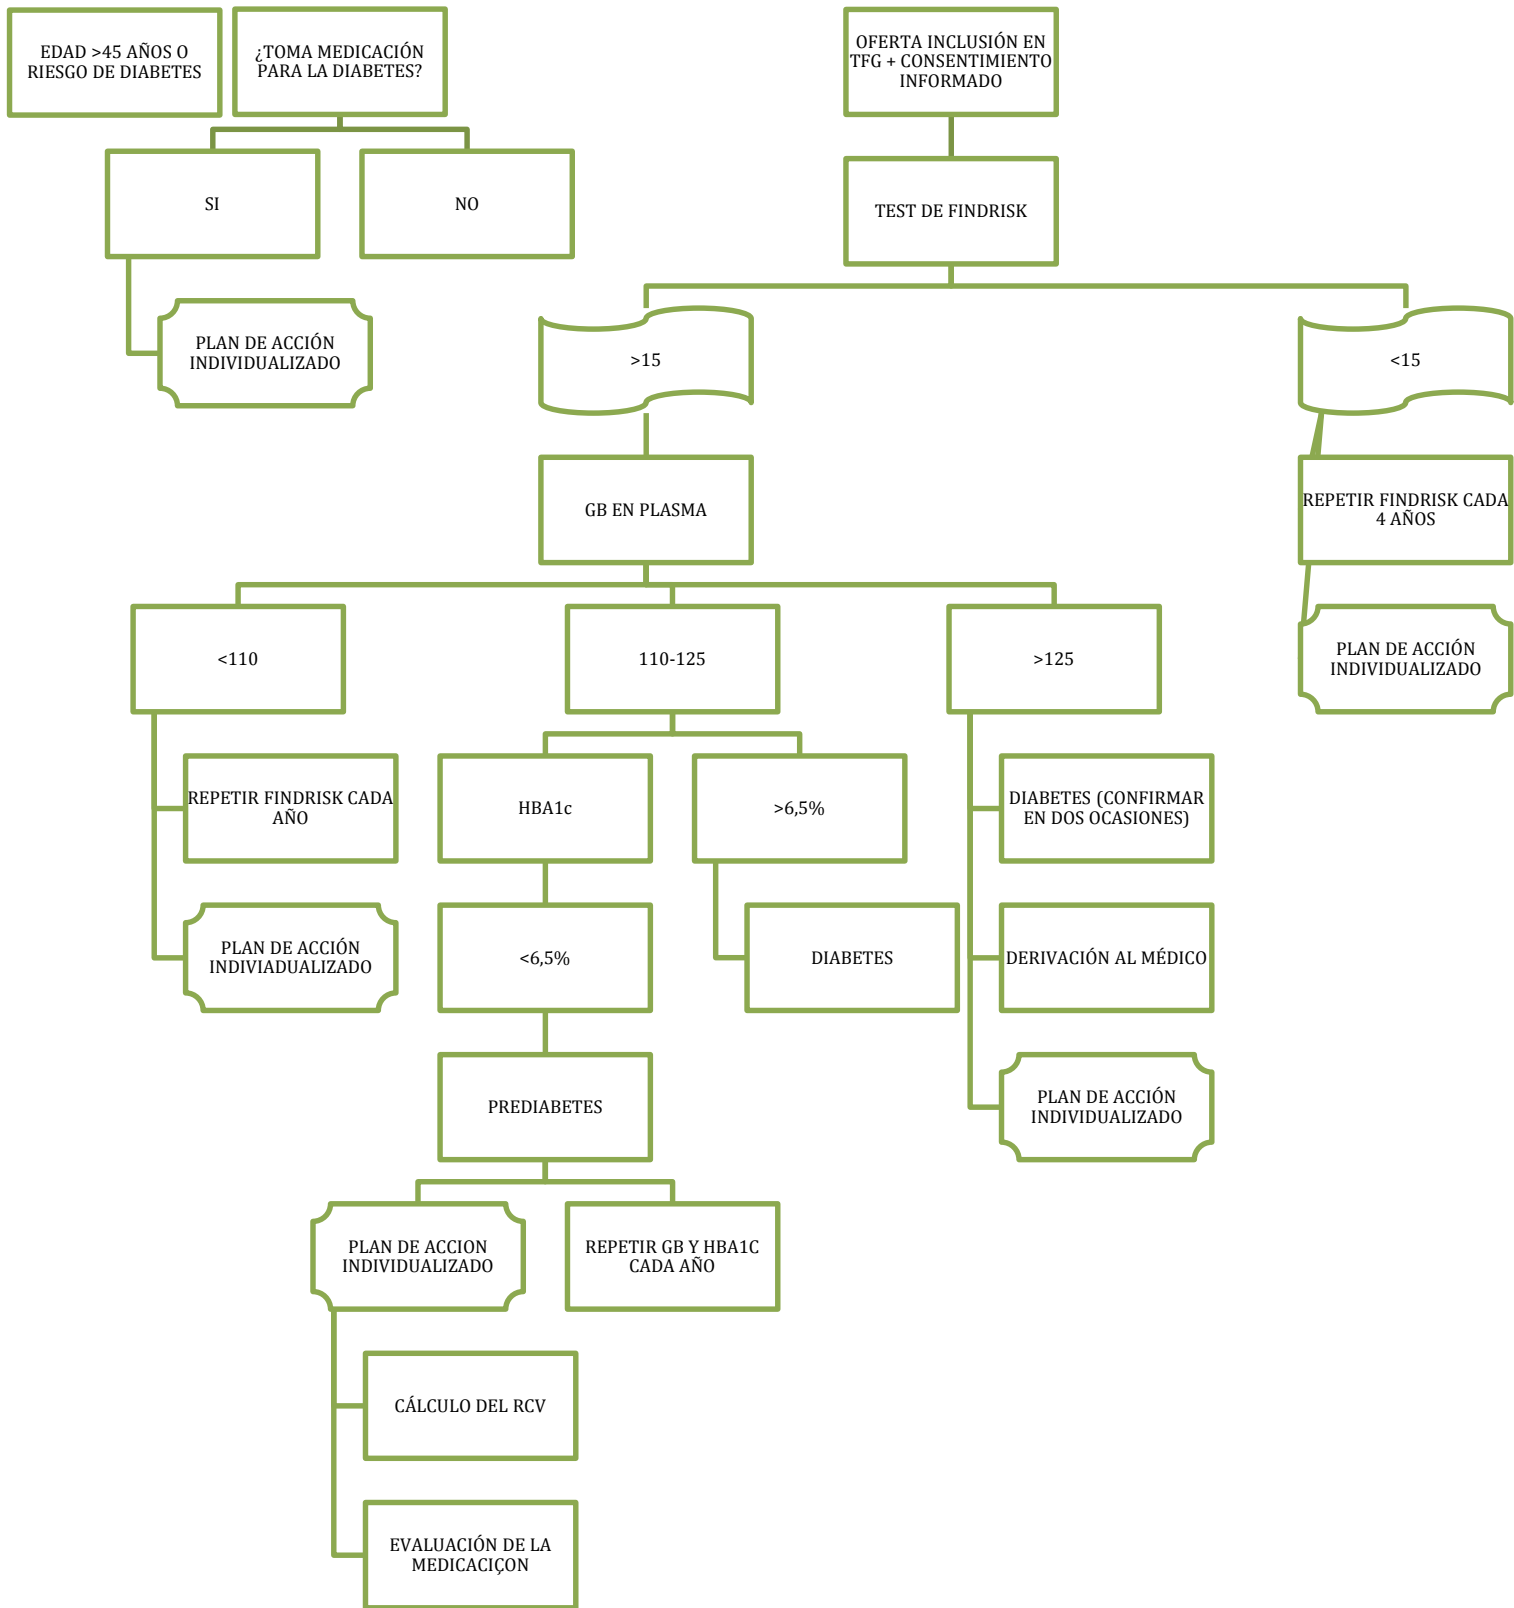 EDAD >45 AÑOS O
RIESGO DE DIABETES
¿TOMA MEDICACIÓN
PARA LA DIABETES?
OFERTA INCLUSIÓN EN
TFG + CONSENTIMIENTO
INFORMADO
SI
NO
TEST DE FINDRISK
PLAN DE ACCIÓN
INDIVIDUALIZADO
>15
<15
GB EN PLASMA
REPETIR FINDRISK CADA
4 AÑOS
<110
110-125
>125
PLAN DE ACCIÓN
INDIVIDUALIZADO
REPETIR FINDRISK CADA
AÑO
HBA1c
>6,5%
DIABETES (CONFIRMAR
EN DOS OCASIONES)
PLAN DE ACCIÓN
INDIVIADUALIZADO
<6,5%
DIABETES
DERIVACIÓN AL MÉDICO
PREDIABETES
PLAN DE ACCIÓN
INDIVIDUALIZADO
PLAN DE ACCION
INDIVIDUALIZADO
REPETIR GB Y HBA1C
CADA AÑO
CÁLCULO DEL RCV
EVALUACIÓN DE LA
MEDICACIÇON